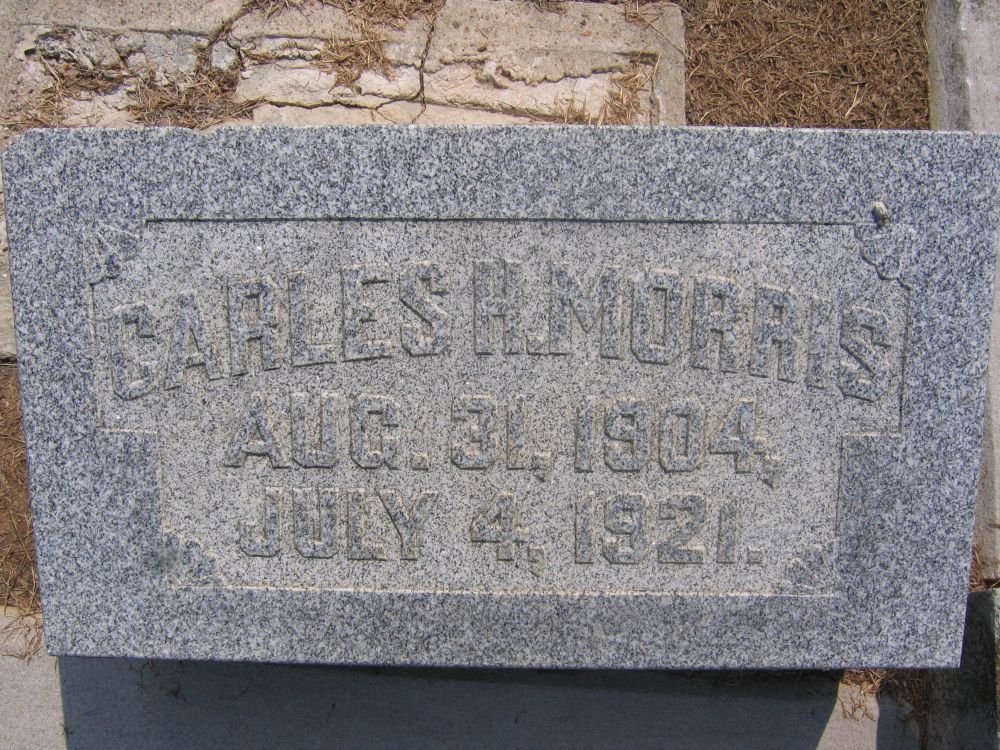 CARLES H. MORRIS
AUG. 31, 1904,
JULY 4, 1921.